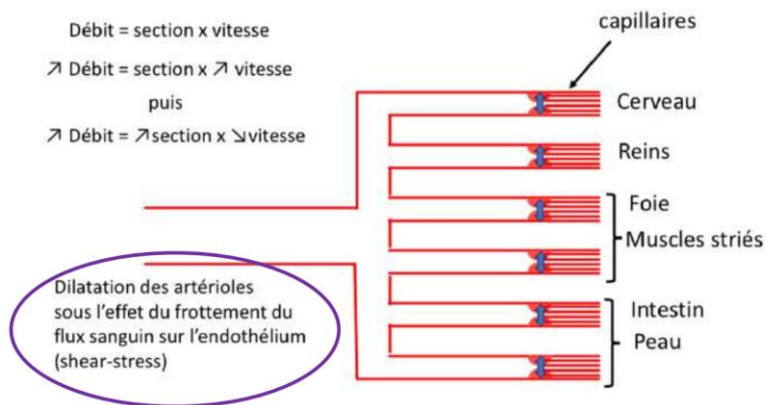 Débit = section x vitesse
↗ Débit = section x ↗ vitesse
puis
↗ Débit = ↗section x ↘vitesse
Dilatation des artérioles
sous l'effet du frottement du
flux sanguin sur l'endothélium
(shear-stress)
capillaires
Cerveau
Reins
Foie
Muscles striés
Intestin
Peau